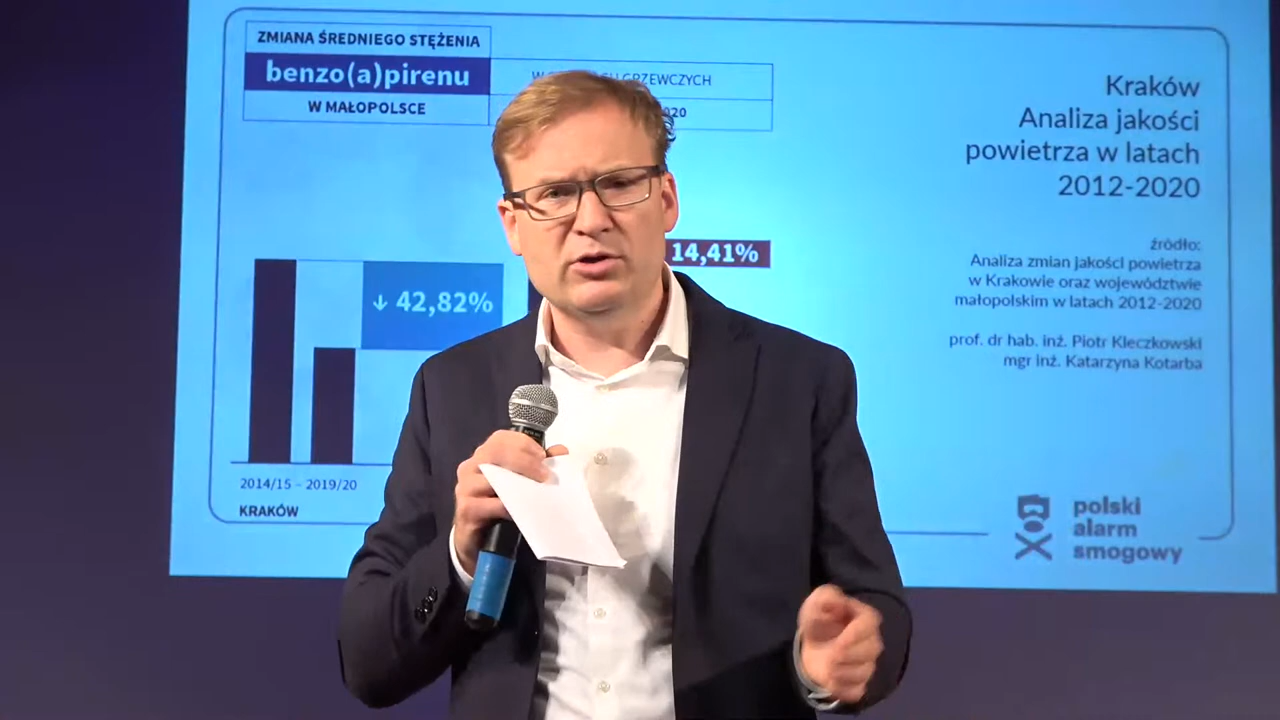 ZMIANA ŚREDNIEGO STĘŻENIA
benzo(a)pirenu
W MAŁOPOLSCE
GRZEWCZYCH
14,41%
42,82%
2014/15 – 2019/20
KRAKÓW
Kraków
Analiza jakości
powietrza w latach
2012-2020
źródło:
Analiza zmian jakości powietrza
w Krakowie oraz województwie
małopolskim w latach 2012-2020
prof. dr hab. inż. Piotr Kleczkowski
mgr inż. Katarzyna Kotarba
polski
alarm
smogowy